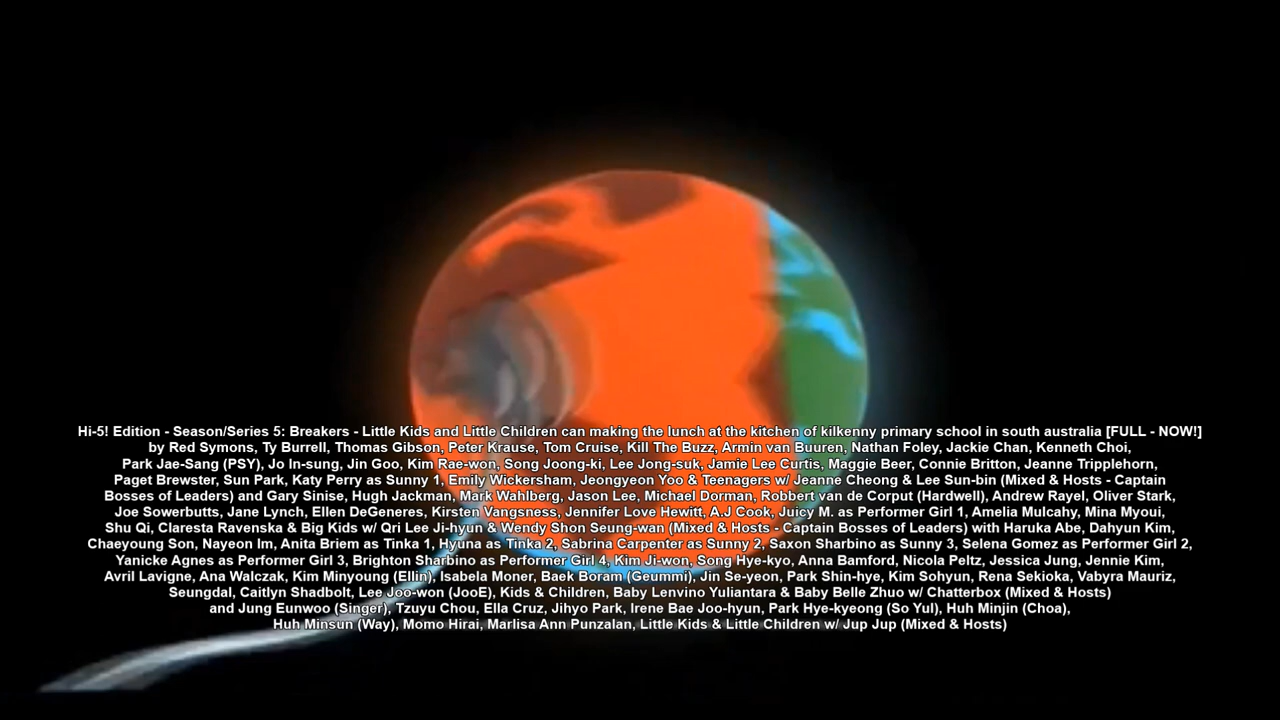 Hi-5! Edition - Season/Series 5: Breakers - Little Kids and Little Children can making the lunch at the kitchen of kilkenny primary school in south australia [FULL - NOW!]
by Red Symons, Ty Burrell, Thomas Gibson, Peter Krause, Tom Cruise, Kill The Buzz, Armin van Buuren, Nathan Foley, Jackie Chan, Kenneth Choi,
Park Jae-Sang (PSY), Jo In-sung, Jin Goo, Kim Rae-won, Song Joong-ki, Lee Jong-suk, Jamie Lee Curtis, Maggie Beer, Connie Britton, Jeanne Tripplehorn,
Paget Brewster, Sun Park, Katy Perry as Sunny 1, Emily Wickersham, Jeongyeon Yoo & Teenagers w/ Jeanne Cheong & Lee Sun-bin (Mixed & Hosts - Captain
Bosses of Leaders) and Gary Sinise, Hugh Jackman, Mark Wahlberg, Jason Lee, Michael Dorman, Robbert van de Corput (Hardwell), Andrew Rayel, Oliver Stark,
Joe Sowerbutts, Jane Lynch, Ellen DeGeneres, Kirsten Vangsness, Jennifer Love Hewitt, A.J Cook, Juicy M. as Performer Girl 1, Amelia Mulcahy, Mina Myoui,
Shu Qi, Claresta Ravenska & Big Kids w/ Qri Lee Ji-hyun & Wendy Shon Seung-wan (Mixed & Hosts - Captain Bosses of Leaders) with Haruka Abe, Dahyun Kim,
Chaeyoung Son, Nayeon Im, Anita Briem as Tinka 1, Hyuna as Tinka 2, Sabrina Carpenter as Sunny 2, Saxon Sharbino as Sunny 3, Selena Gomez as Performer Girl 2,
Yanicke Agnes as Performer Girl 3, Brighton Sharbino as Performer Girl 4, Kim Ji-won, Song Hye-kyo, Anna Bamford, Nicola Peltz, Jessica Jung, Jennie Kim,
Avril Lavigne, Ana Walczak, Kim Minyoung (Ellin), Isabela Moner, Baek Boram (Geummi), Jin Se-yeon, Park Shin-hye, Kim Sohyun, Rena Sekioka, Vabyra Mauriz,
Seungdal, Caitlyn Shadbolt, Lee Joo-won (JooE), Kids & Children, Baby Lenvino Yuliantara & Baby Belle Zhuo w/ Chatterbox (Mixed & Hosts)
and Jung Eunwoo (Singer), Tzuyu Chou, Ella Cruz, Jihyo Park, Irene Bae Joo-hyun, Park Hye-kyeong (So Yul), Huh Minjin (Choa),
Huh Minsun (Way), Momo Hirai, Marlisa Ann Punzalan, Little Kids & Little Children w/ Jup Jup (Mixed & Hosts)